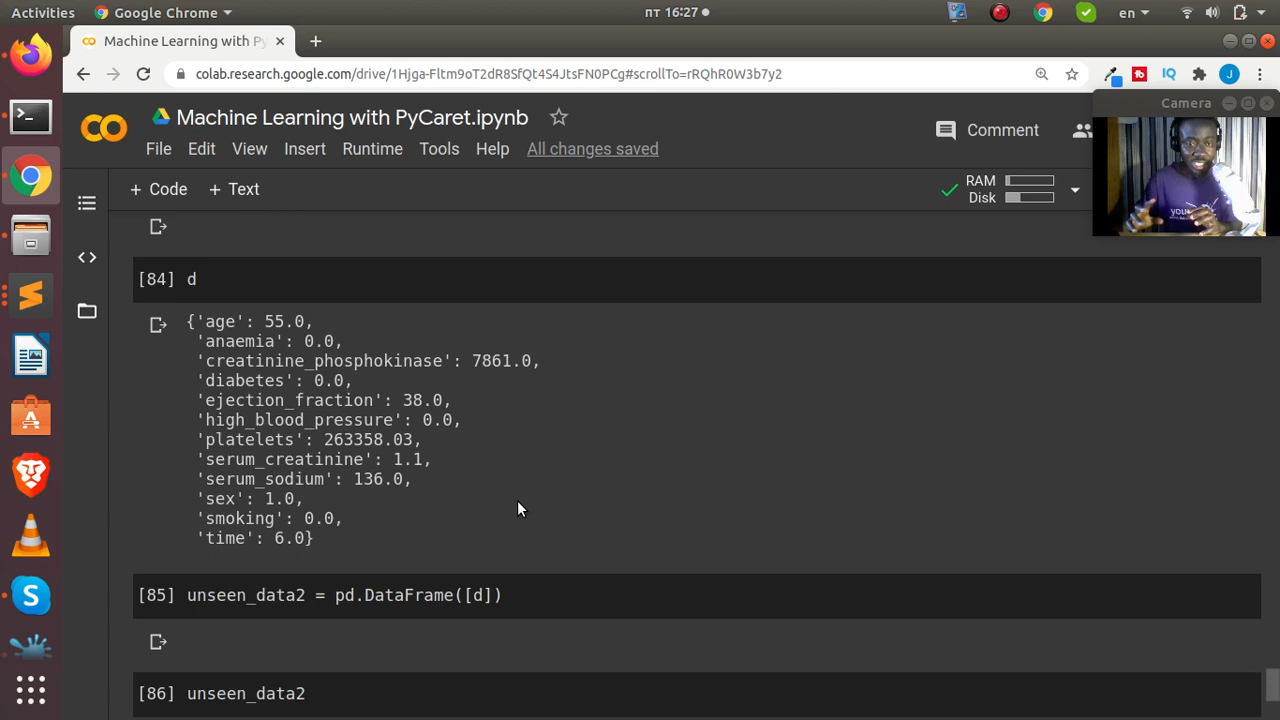 Activities Google Chrome пт 16:27 en
Machine Learning with Py
colab.research.google.com/drive/1Hjga-Fltm9oT2dR8SfQt4S4JtsFN0PCg#scrollTo=rRQhR0W3b7y2
Camera
Machine Learning with PyCaret.ipynb
Comment
File Edit View Insert Runtime Tools Help All changes saved
+ Code + Text
RAM
Disk
[84] d
{'age': 55.0,
'anaemia': 0.0,
'creatinine_phosphokinase': 7861.0,
'diabetes': 0.0,
'ejection_fraction': 38.0,
'high_blood_pressure': 0.0,
'platelets': 263358.03,
'serum_creatinine': 1.1,
'serum_sodium': 136.0,
'sex': 1.0,
'smoking': 0.0,
'time': 6.0}
[85] unseen_data2 = pd.DataFrame([d])
[86] unseen_data2